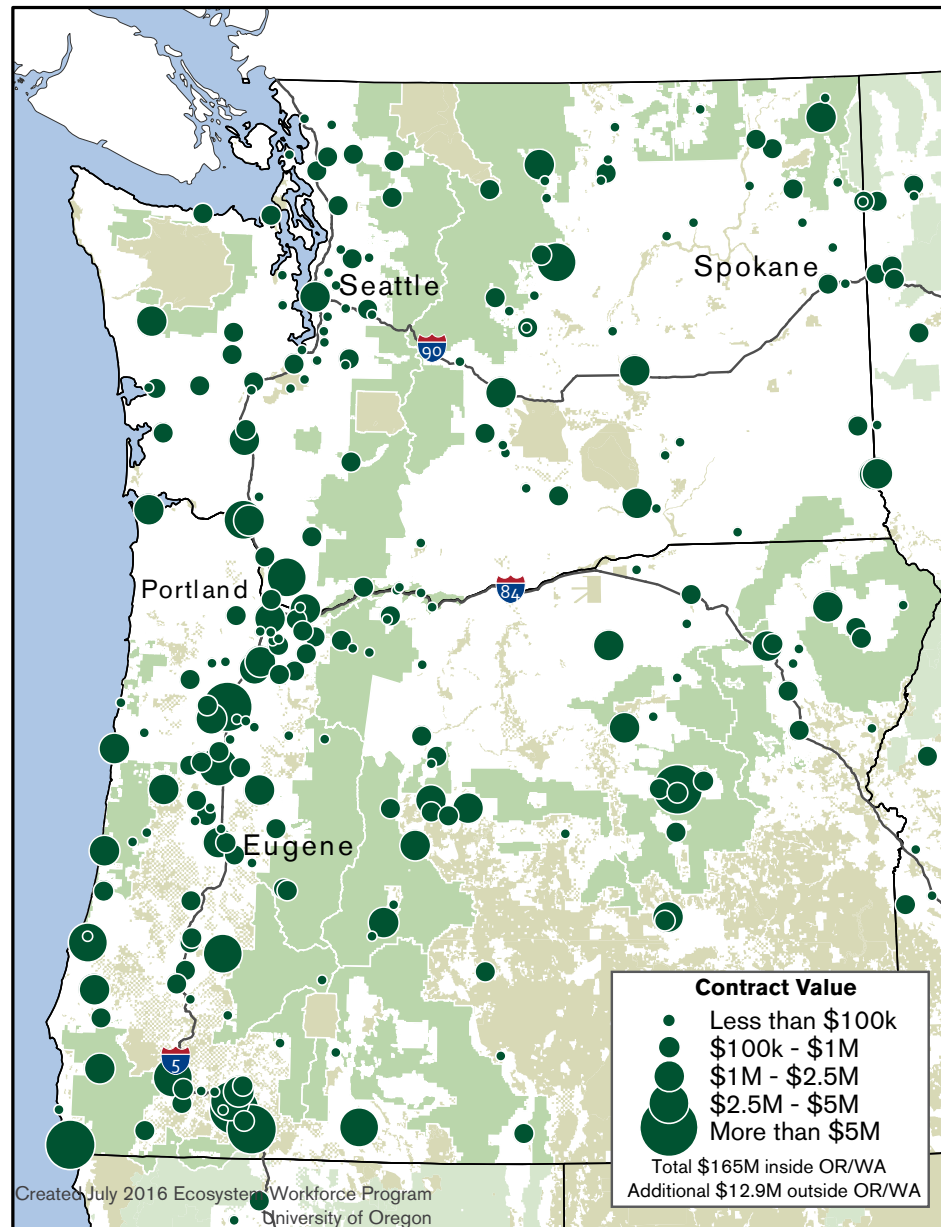 Seattle
Spokane
90
Portland
84
Eugene
5
Contract Value
Less than $100k
$100k - $1M
$1M - $2.5M
$2.5M - $5M
More than $5M
Total $165M inside OR/WA
Additional $12.9M outside OR/WA
Created July 2016 Ecosystem Workforce Program
University of Oregon